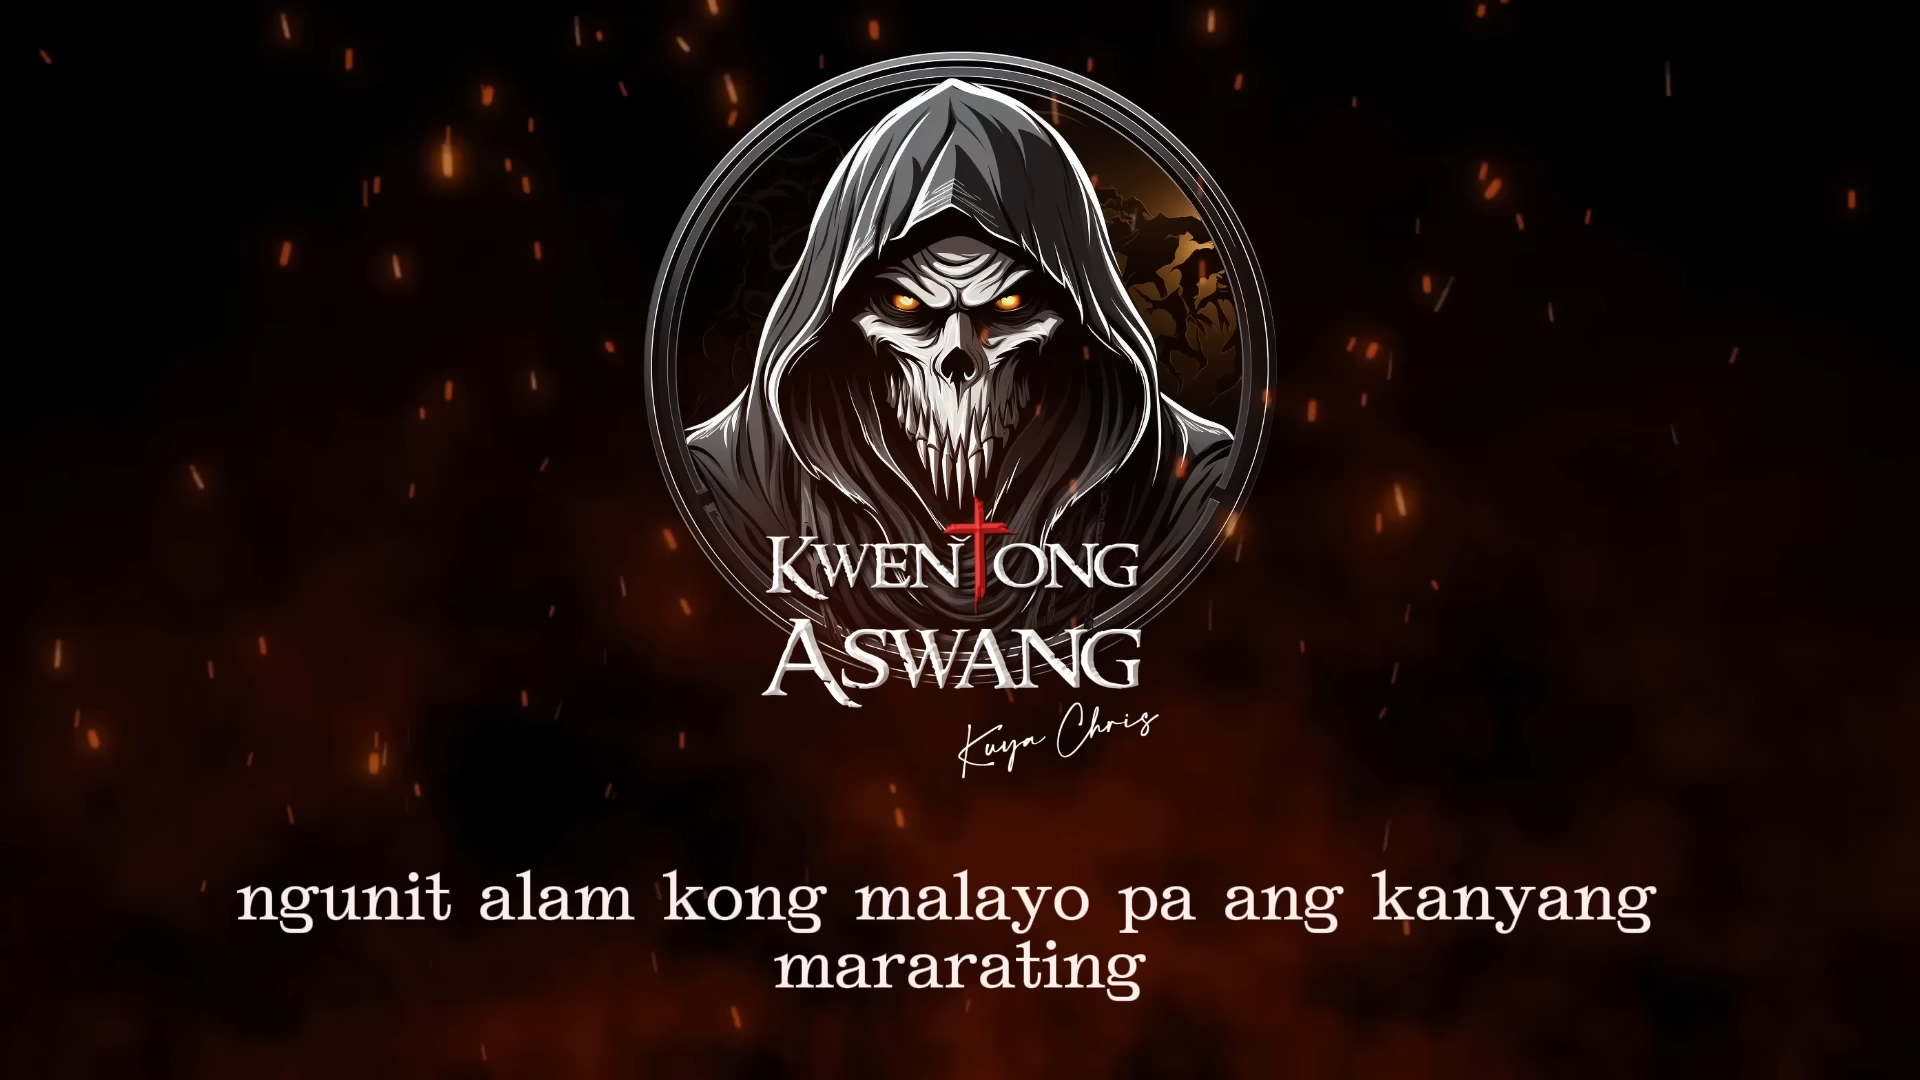 Kwentong
Aswang
Kuya Chris
ngunit alam kong malayo pa ang kanyang
mararating